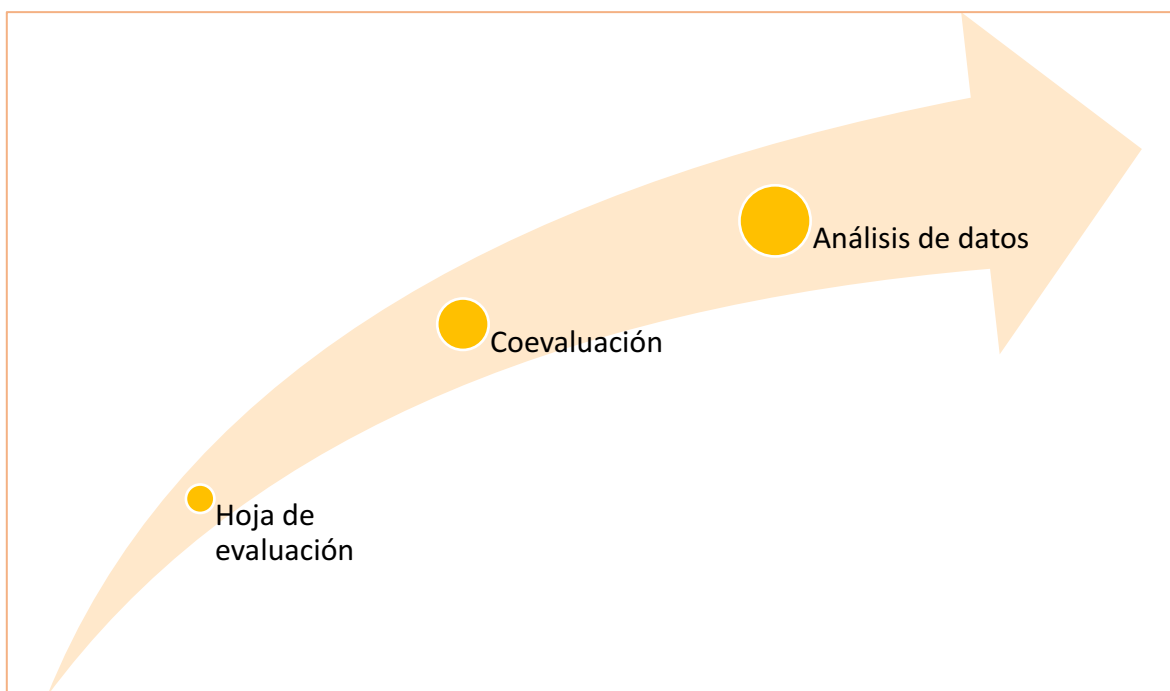 Análisis de datos
Coevaluación
Hoja de
evaluación